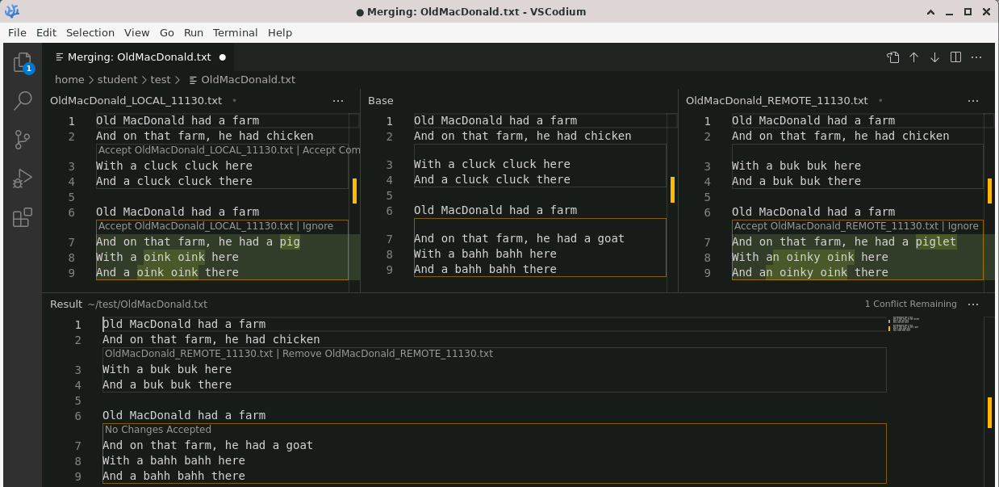 ● Merging: OldMacDonald.txt - VSCodium
File Edit Selection View Go Run Terminal Help
1
Merging: OldMacDonald.txt ●
home > student > test > OldMacDonald.txt
OldMacDonald_LOCAL_11130.txt • ···
1 Old MacDonald had a farm
2 And on that farm, he had chicken
Accept OldMacDonald_LOCAL_11130.txt | Accept Com
3 With a cluck cluck here
4 And a cluck cluck there
5
6 Old MacDonald had a farm
Accept OldMacDonald_LOCAL_11130.txt | Ignore
7 And on that farm, he had a pig
8 With a oink oink here
9 And a oink oink there
Base
1 Old MacDonald had a farm
2 And on that farm, he had chicken
3 With a cluck cluck here
4 And a cluck cluck there
5
6 Old MacDonald had a farm
7 And on that farm, he had a goat
8 With a bahh bahh here
9 And a bahh bahh there
OldMacDonald_REMOTE_11130.txt • ···
1 Old MacDonald had a farm
2 And on that farm, he had chicken
3 With a buk buk here
4 And a buk buk there
5
6 Old MacDonald had a farm
Accept OldMacDonald_REMOTE_11130.txt | Ignore
7 And on that farm, he had a piglet
8 With an oinky oink here
9 And an oinky oink there
Result ~/test/OldMacDonald.txt 1 Conflict Remaining ···
1 Old MacDonald had a farm
2 And on that farm, he had chicken
OldMacDonald_REMOTE_11130.txt | Remove OldMacDonald_REMOTE_11130.txt
3 With a buk buk here
4 And a buk buk there
5
6 Old MacDonald had a farm
No Changes Accepted
7 And on that farm, he had a goat
8 With a bahh bahh here
9 And a bahh bahh there